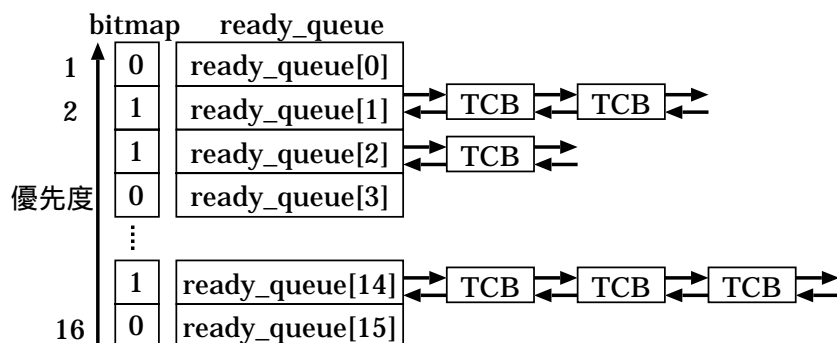 bitmap ready_queue
1 0 ready_queue[0]
2 1 ready_queue[1] TCB TCB
1 ready_queue[2] TCB
優先度 0 ready_queue[3]
1 ready_queue[14] TCB TCB TCB
16 0 ready_queue[15]